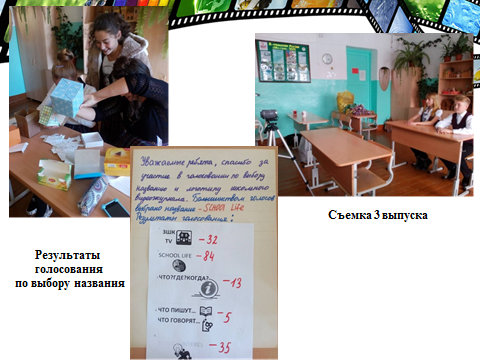 Уважаемые ребята, спасибо за
участие в голосовании по выбору
названия и логотипу школьного
видеожурнала. Большинством голосов
выбрано название - SCHOOL Life
Результаты голосования:
ЗШК
TV
- 32
SCHOOL LIFE
- 84
ЧТО?ГДЕ?КОГДА?...
- 13
ЧТО ПИШУТ...
ЧТО ГОВОРЯТ...
- 5
- 35
Съемка 3 выпуска
Результаты
голосования
по выбору названия